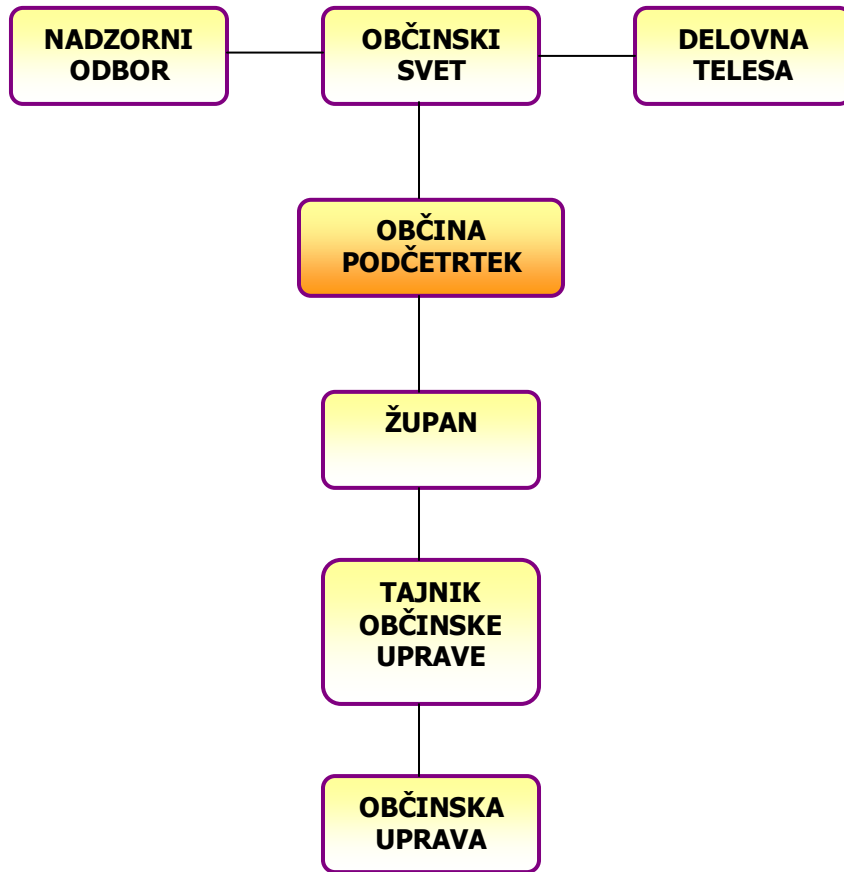 NADZORNI
ODBOR
OBČINSKI
SVET
DELOVNA
TELESA
OBČINA
PODČETRTEK
ŽUPAN
TAJNIK
OBČINSKE
UPRAVE
OBČINSKA
UPRAVA